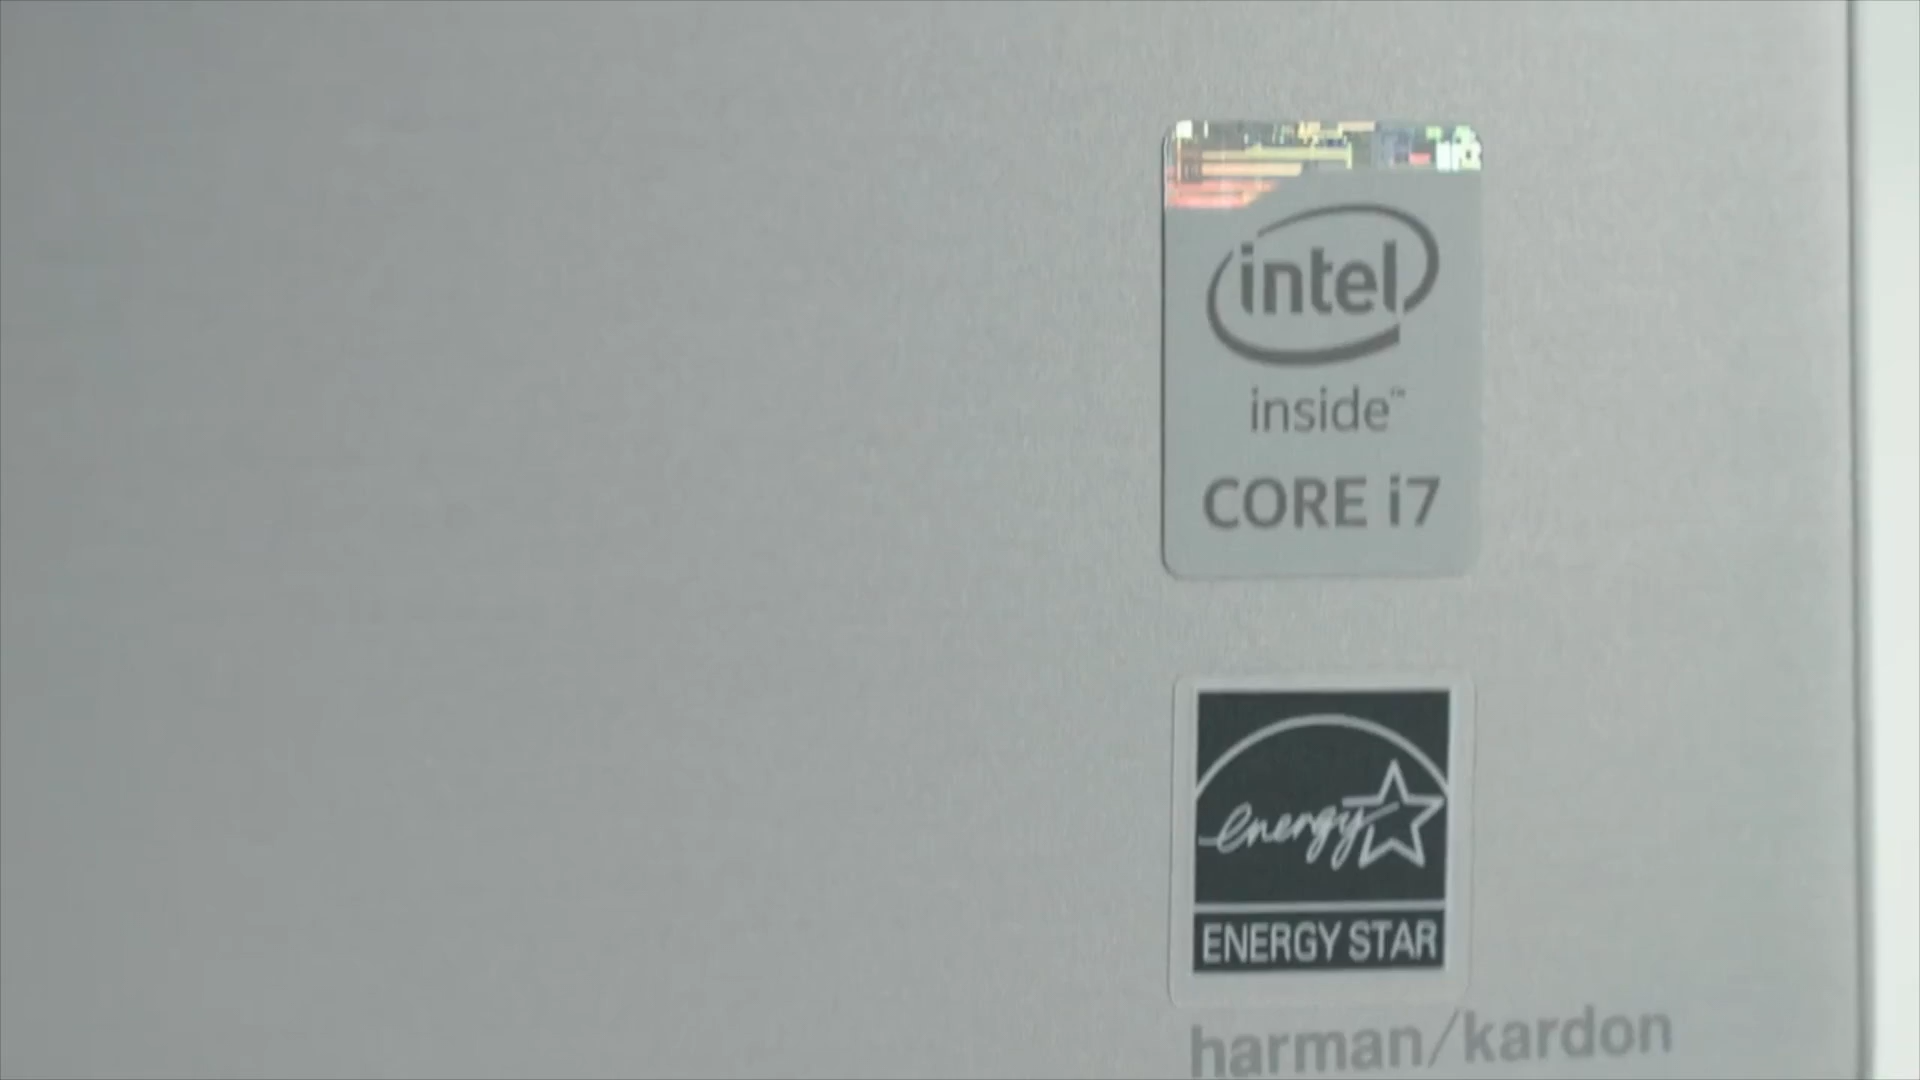 intel
inside™
CORE i7
energy
ENERGY STAR
harman/kardon